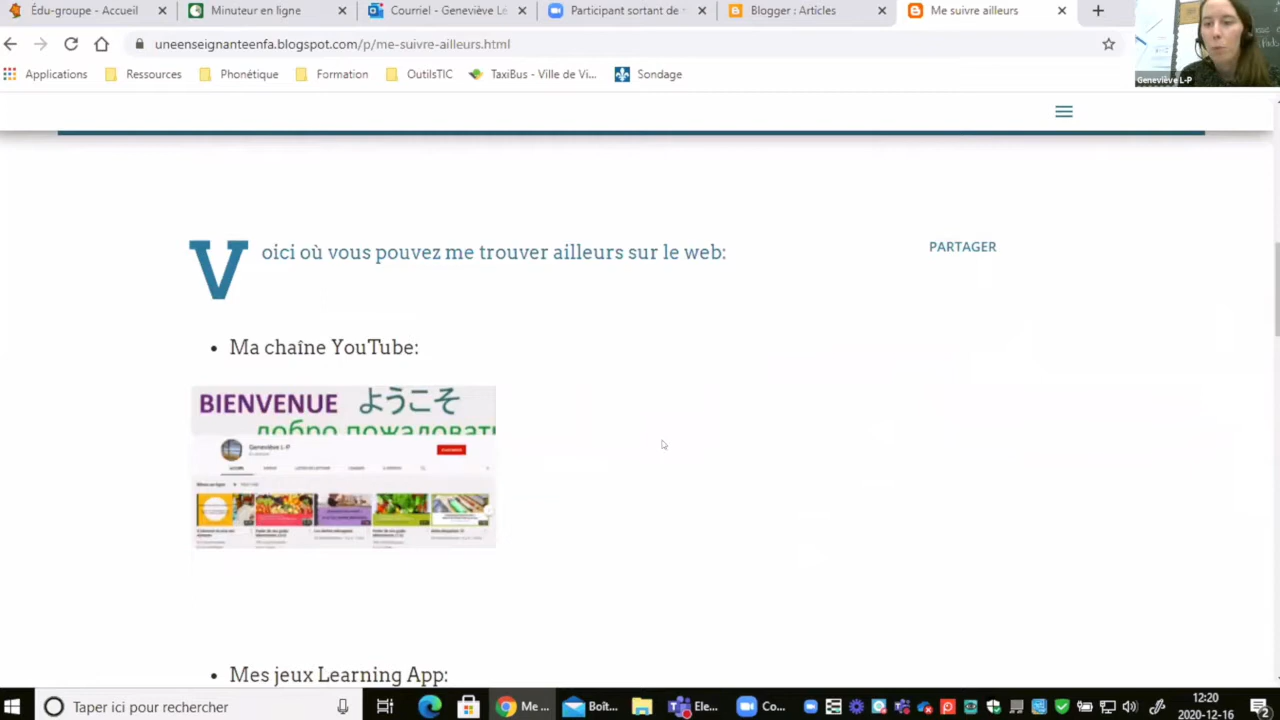 Édu-groupe - Accueil
Minuteur en ligne
Courriel - Geneviève Le
Participant sortant de
Blogger : Articles
Me suivre ailleurs
uneenseignanteenfa.blogspot.com/p/me-suivre-ailleurs.html
Applications
Ressources
Phonétique
Formation
OutilsTIC
TaxiBus - Ville de Vi...
Sondage
Geneviève L-P
Voici où vous pouvez me trouver ailleurs sur le web:
PARTAGER
• Ma chaîne YouTube:
BIENVENUE ようこそ
добро пожаловать
Geneviève L-P
• Mes jeux Learning App:
Taper ici pour rechercher
Me ...
Boît...
Ele...
Co...
12:20
2020-12-16
2